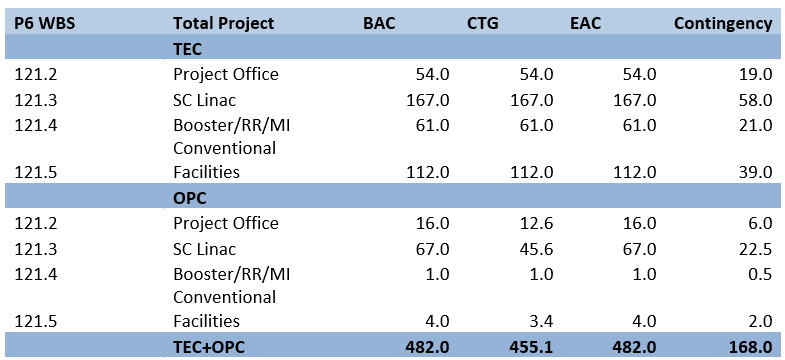 P6 WBS Total Project BAC CTG EAC Contingency
TEC
121.2 Project Office 54.0 54.0 54.0 19.0
121.3 SC Linac 167.0 167.0 167.0 58.0
121.4 Booster/RR/MI 61.0 61.0 61.0 21.0
Conventional
121.5 Facilities 112.0 112.0 112.0 39.0
OPC
121.2 Project Office 16.0 12.6 16.0 6.0
121.3 SC Linac 67.0 45.6 67.0 22.5
121.4 Booster/RR/MI 1.0 1.0 1.0 0.5
Conventional
121.5 Facilities 4.0 3.4 4.0 2.0
TEC+OPC 482.0 455.1 482.0 168.0